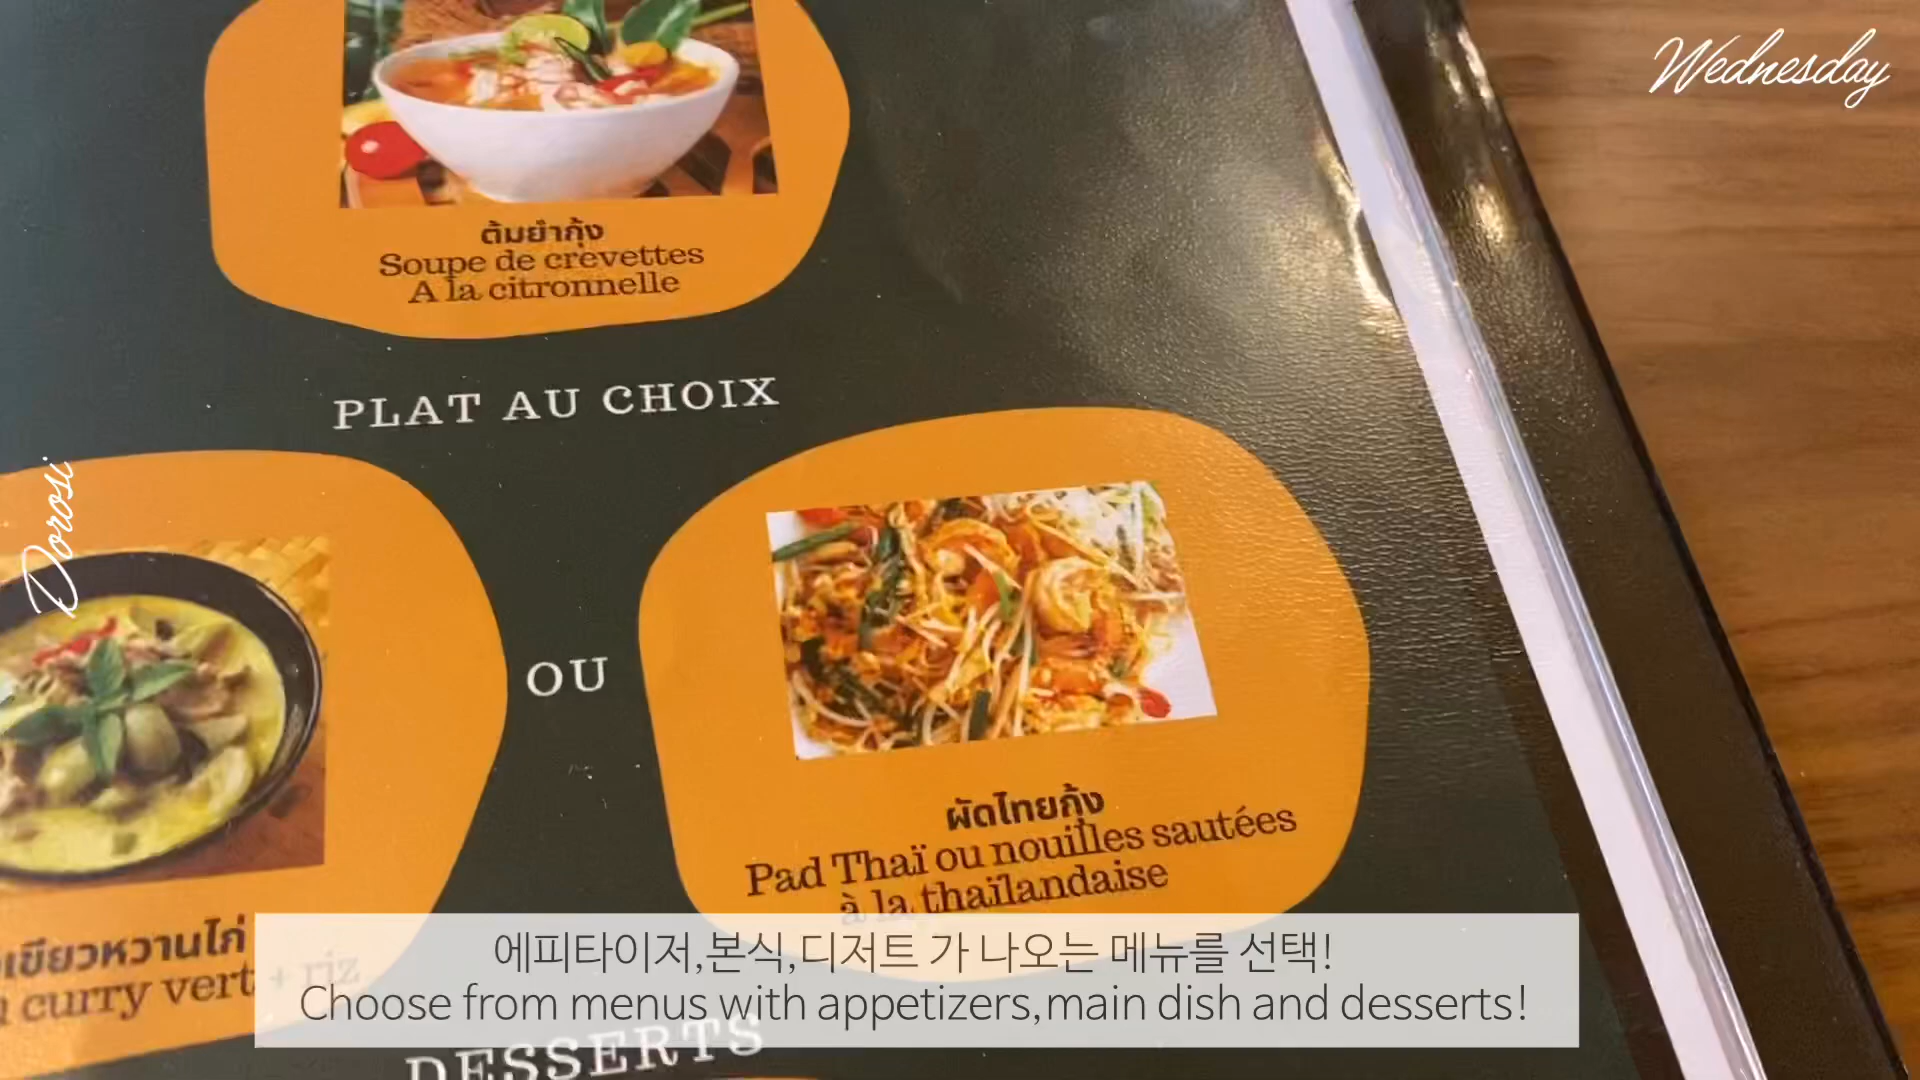 Wednesday
ต้มยำกุ้ง
Soupe de crevettes
A la citronnelle
PLAT AU CHOIX
Dorosi
OU
ผัดไทยกุ้ง
Pad Thaï ou nouilles sautées
à la thaïlandaise
เขียวหวานไก่
curry vert + riz
에피타이저,본식,디저트 가 나오는 메뉴를 선택!
Choose from menus with appetizers,main dish and desserts!
DESSERTS